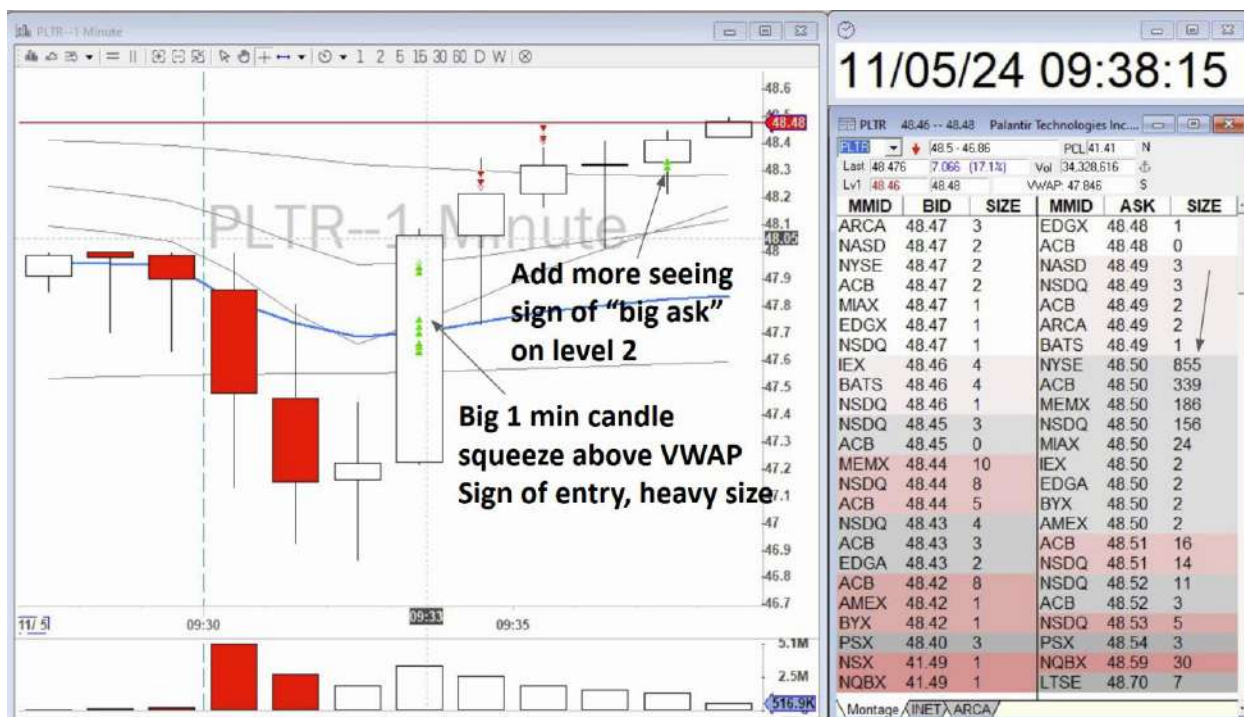 PLTR--1 Minute
1 2 5 15 30 60 D W
PLTR--1 Minute
48.6
48.48
48.4
48.3
48.2
48.1
48.05
48
47.9
47.8
47.7
47.6
47.5
47.4
47.3
47.2
47.1
47
46.9
46.8
46.7
Add more seeing
sign of “big ask”
on level 2
Big 1 min candle
squeeze above VWAP
Sign of entry, heavy size
11/ 5
09:30
09:33
09:35
5.1M
2.5M
516.9K
11/05/24 09:38:15
PLTR 48.46 -- 48.48 Palantir Technologies Inc....
PLTR 48.5 - 46.86 PCL 41.41 N
Last 48.476 7.066 (17.1%) Vol 34,328,616
Lv1 48.46 48.48 VWAP: 47.846 S
MMID BID SIZE MMID ASK SIZE
ARCA 48.47 3 EDGX 48.48 1
NASD 48.47 2 ACB 48.48 0
NYSE 48.47 2 NASD 48.49 3
ACB 48.47 2 NSDQ 48.49 3
MIAX 48.47 1 ACB 48.49 2
EDGX 48.47 1 ARCA 48.49 2
NSDQ 48.47 1 BATS 48.49 1
IEX 48.46 4 NYSE 48.50 855
BATS 48.46 4 ACB 48.50 339
NSDQ 48.46 1 MEMX 48.50 186
NSDQ 48.45 3 NSDQ 48.50 156
ACB 48.45 0 MIAX 48.50 24
MEMX 48.44 10 IEX 48.50 2
NSDQ 48.44 8 EDGA 48.50 2
ACB 48.44 5 BYX 48.50 2
NSDQ 48.43 4 AMEX 48.50 2
ACB 48.43 3 ACB 48.51 16
EDGA 48.43 2 NSDQ 48.51 14
ACB 48.42 8 NSDQ 48.52 11
AMEX 48.42 1 ACB 48.52 3
BYX 48.42 1 NSDQ 48.53 5
PSX 48.40 3 PSX 48.54 3
NSX 41.49 1 NQBX 48.59 30
NQBX 41.49 1 LTSE 48.70 7
Montage INET ARCA